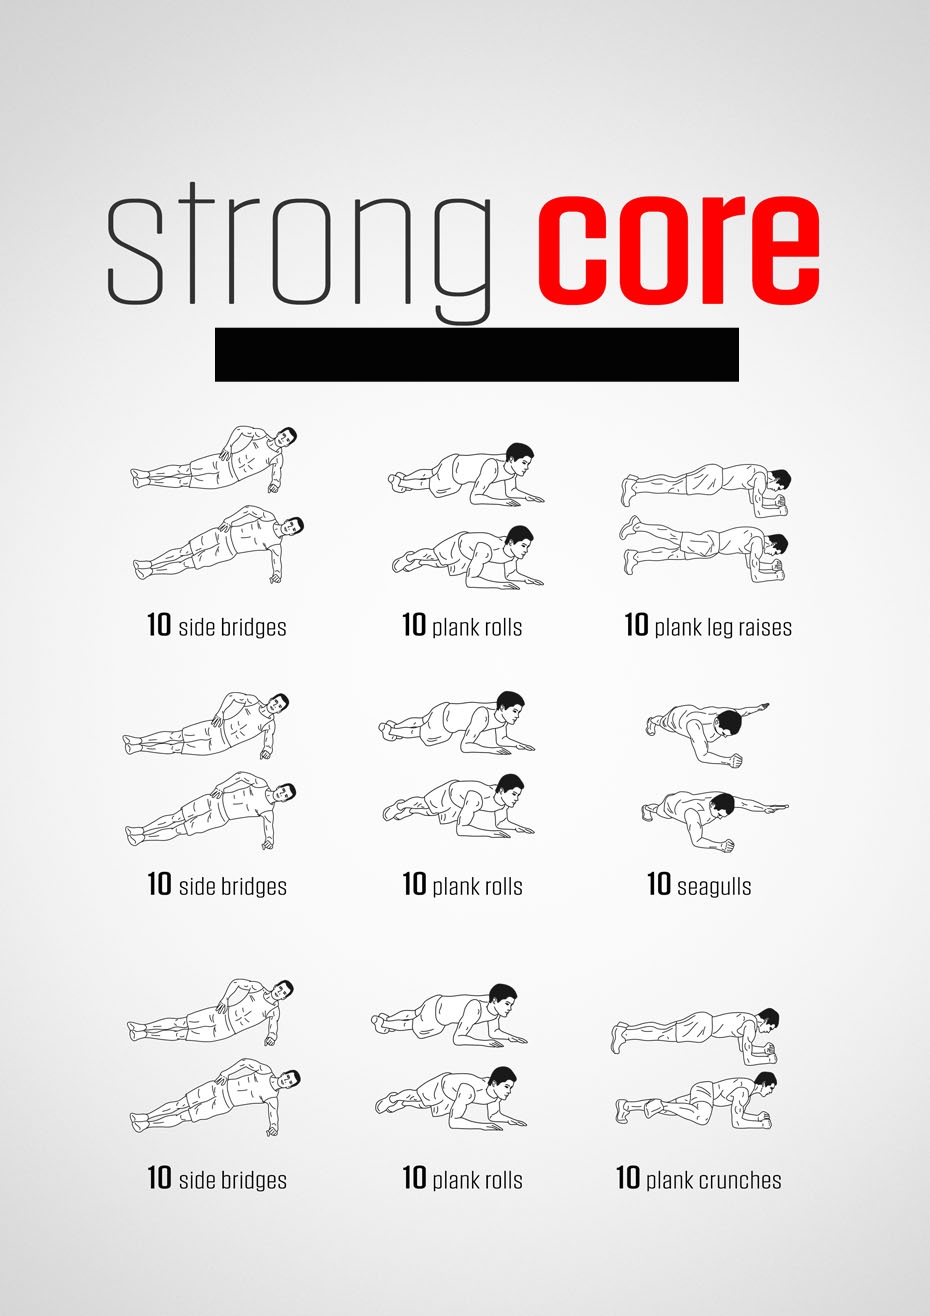 strong core
10 side bridges
10 plank rolls
10 plank leg raises
10 side bridges
10 plank rolls
10 seagulls
10 side bridges
10 plank rolls
10 plank crunches